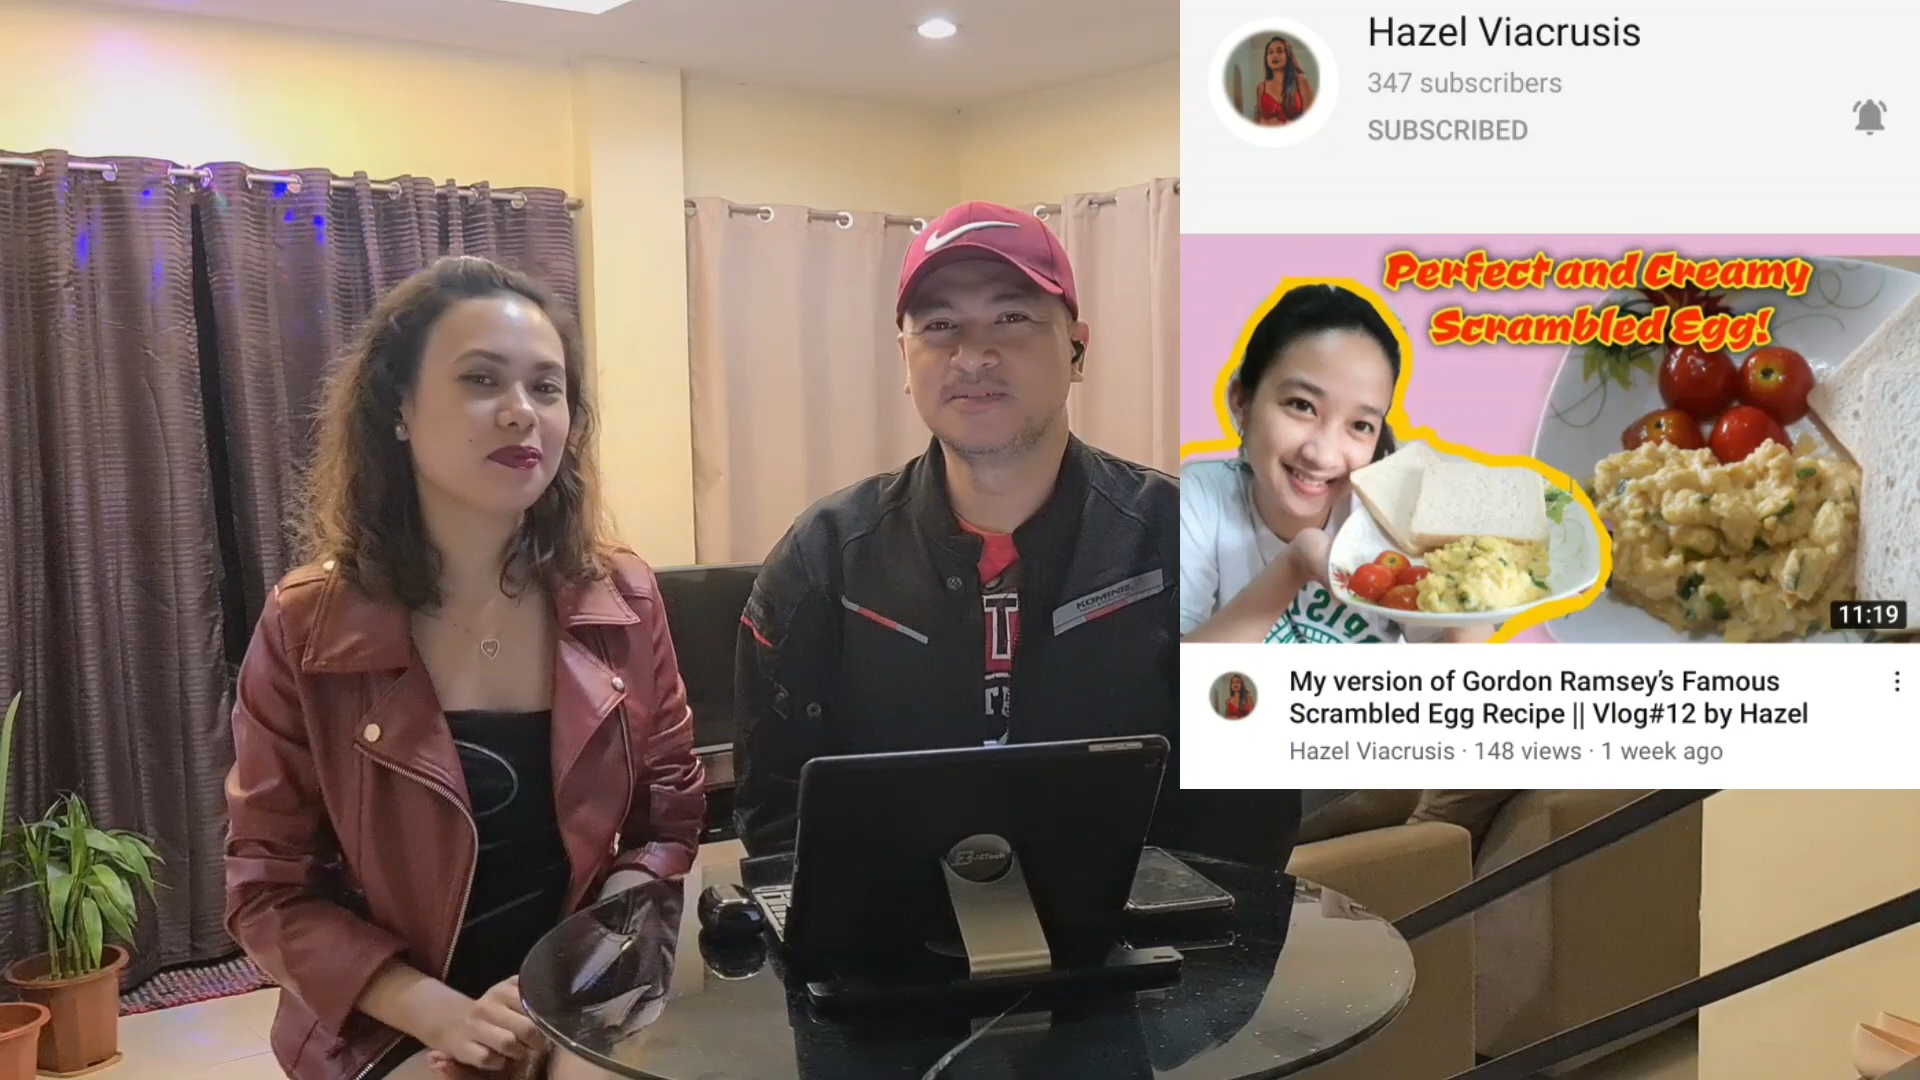 Hazel Viacrusis
347 subscribers
SUBSCRIBED
Perfect and Creamy
Scrambled Egg!
11:19
My version of Gordon Ramsey’s Famous
Scrambled Egg Recipe || Vlog#12 by Hazel
Hazel Viacrusis · 148 views · 1 week ago
KOMINE